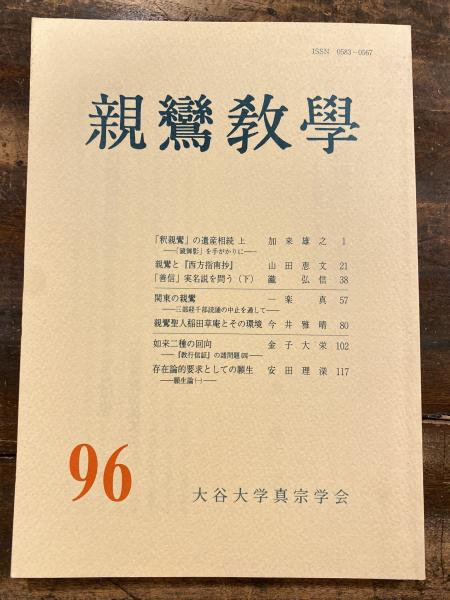 ISSN 0583-0567
親鸞教學
「釈親鸞」の遺産相続 上 加来雄之 1
──「鏡御影」を手がかりに──
親鸞と『西方指南抄』 山田恵文 21
「善信」実名説を問う（下） 鶴弘信 38
関東の親鸞 一楽真 57
──三部経千部読誦の中止を通して──
親鸞聖人稲田草庵とその環境 今井雅晴 80
如来二種の回向 金子大栄 102
──『教行信証』の諸問題㈣──
存在論的要求としての願生 安田理深 117
──願生論㈠──
96
大谷大学真宗学会